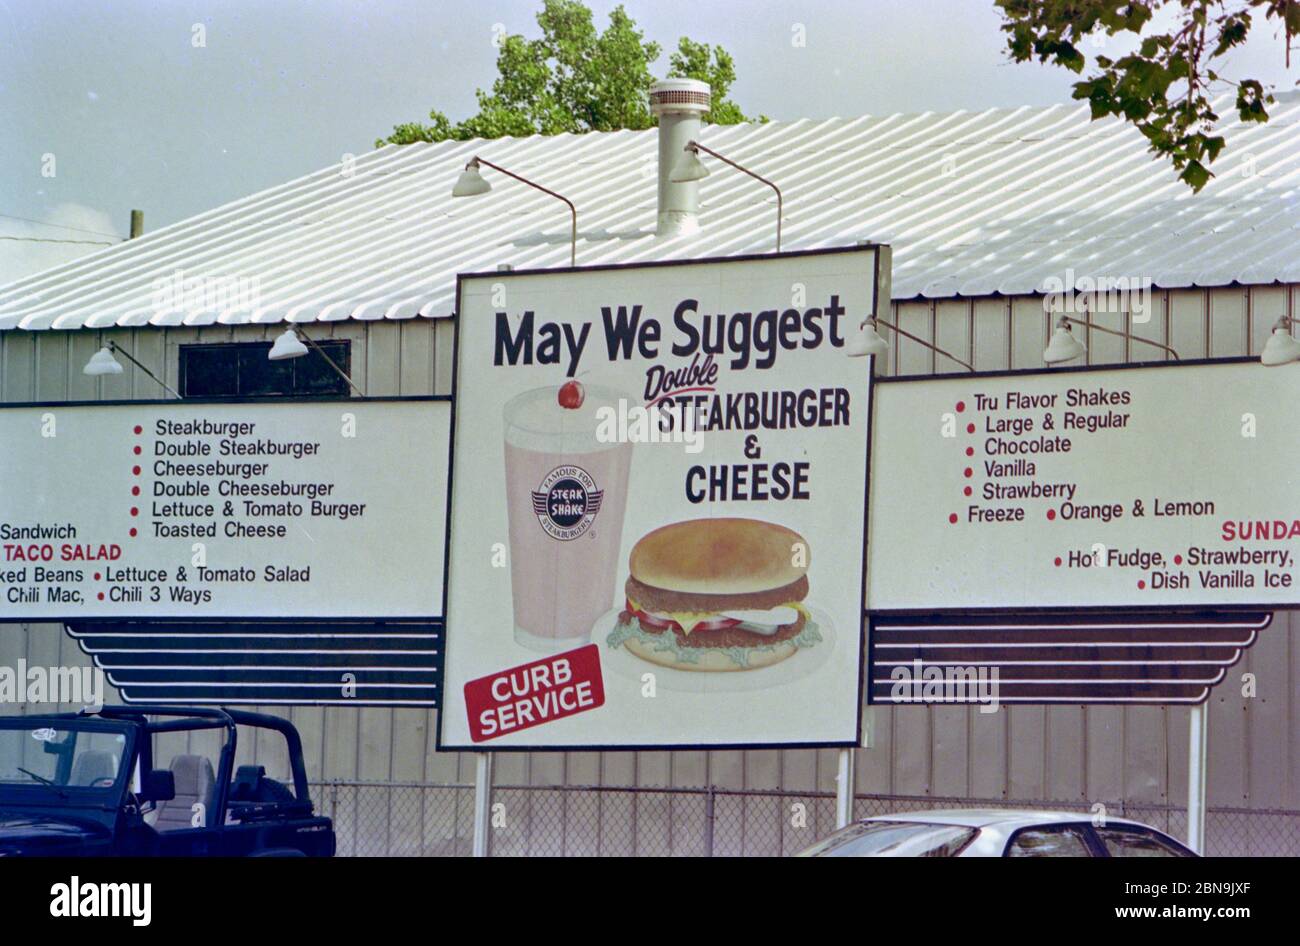 May We Suggest
Double
STEAKBURGER
&
CHEESE
FAMOUS FOR
STEAK
N
SHAKE
STEAKBURGERS
CURB
SERVICE
• Steakburger
• Double Steakburger
• Cheeseburger
• Double Cheeseburger
• Lettuce & Tomato Burger
Sandwich • Toasted Cheese
TACO SALAD
ked Beans • Lettuce & Tomato Salad
Chili Mac, • Chili 3 Ways
• Tru Flavor Shakes
• Large & Regular
• Chocolate
• Vanilla
• Strawberry
• Freeze • Orange & Lemon
SUNDA
• Hot Fudge, • Strawberry,
• Dish Vanilla Ice
alamy
Image ID: 2BN9JXF
www.alamy.com